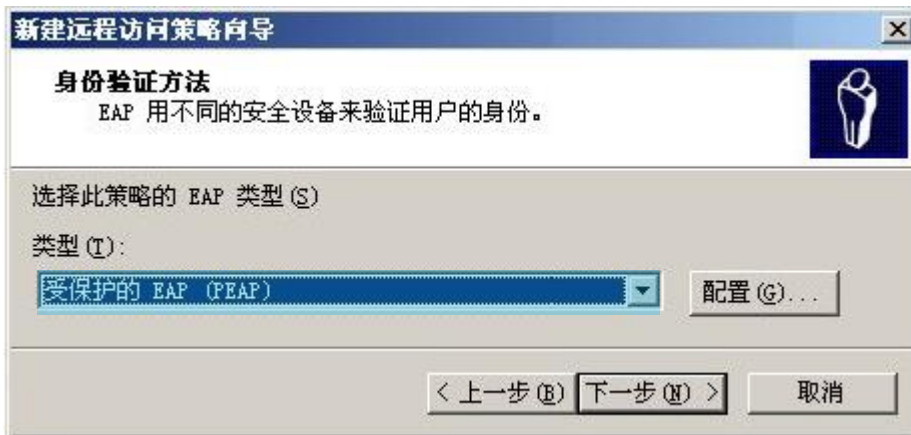 新建远程访问策略向导
身份验证方法
EAP 用不同的安全设备来验证用户的身份。
选择此策略的 EAP 类型(S)
类型(T):
受保护的 EAP (PEAP)
配置(G)...
< 上一步(B) 下一步(N) > 取消